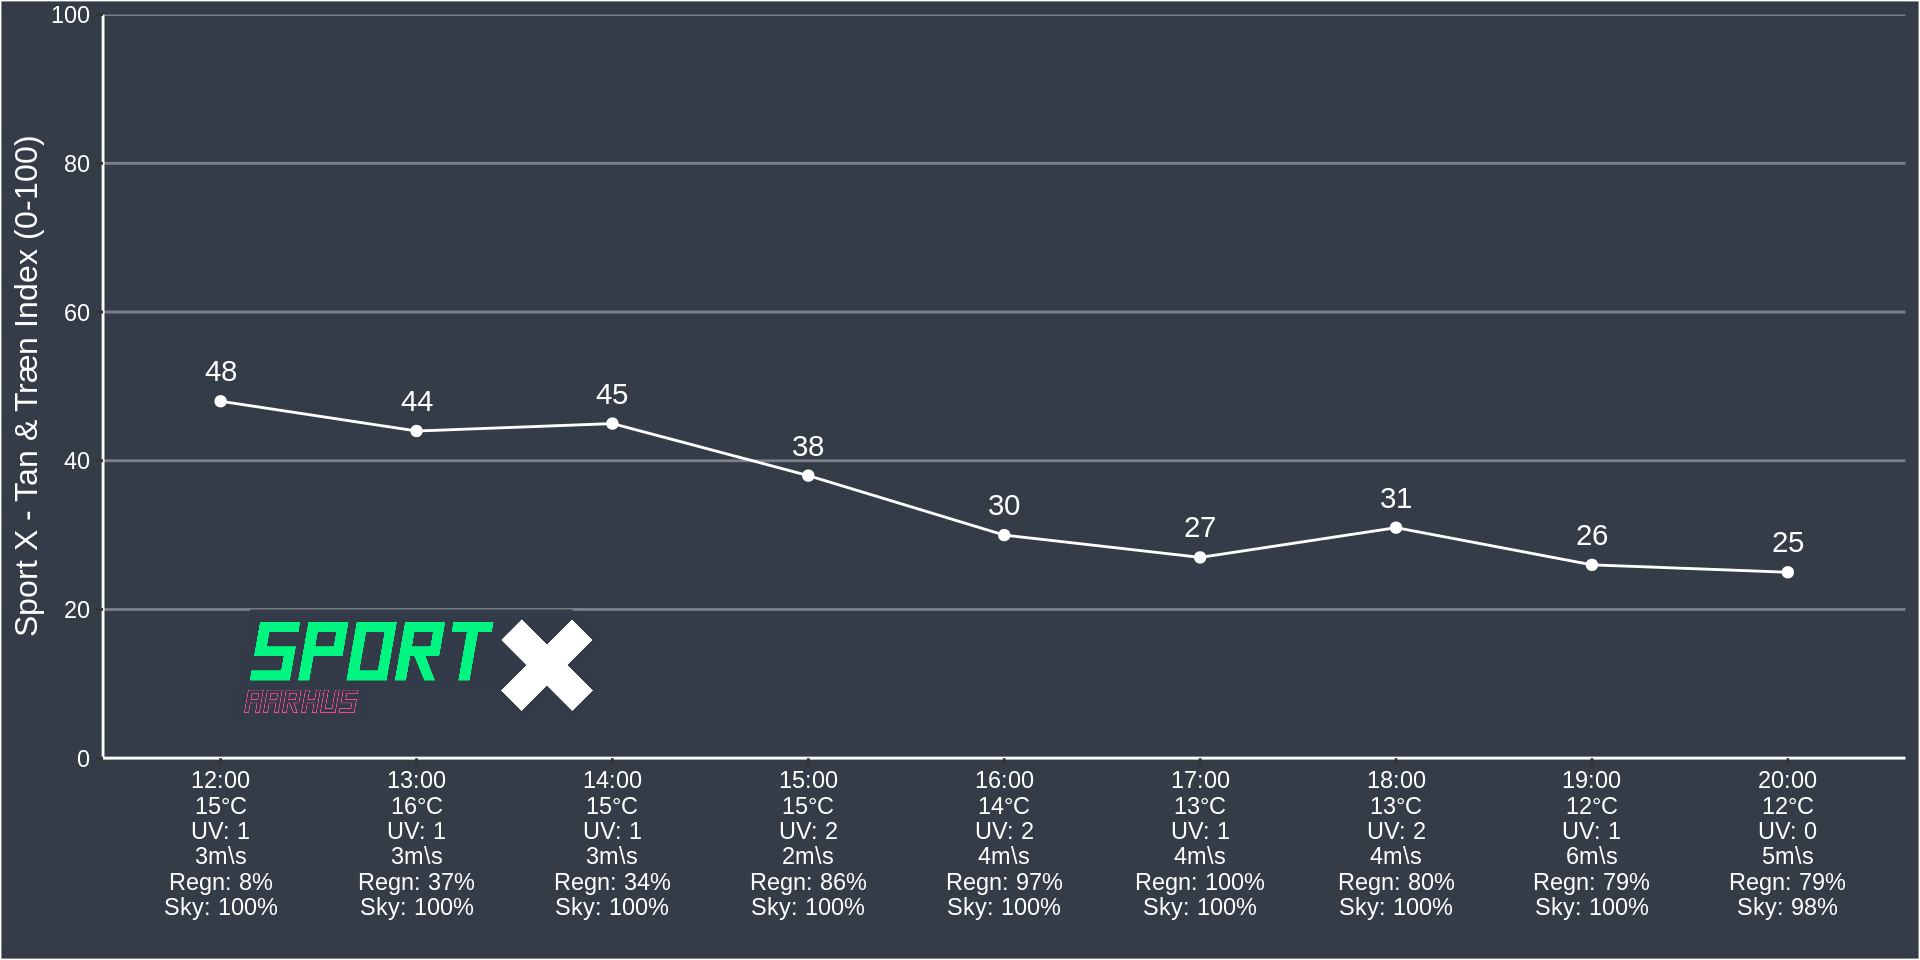 Sport X - Tan & Træn Index (0-100)
100
80
60
40
20
0
48
44
45
38
30
27
31
26
25
SPORT X
AARHUS
12:00 13:00 14:00 15:00 16:00 17:00 18:00 19:00 20:00
15°C 16°C 15°C 15°C 14°C 13°C 13°C 12°C 12°C
UV: 1 UV: 1 UV: 1 UV: 2 UV: 2 UV: 1 UV: 2 UV: 1 UV: 0
3m\s 3m\s 3m\s 2m\s 4m\s 4m\s 4m\s 6m\s 5m\s
Regn: 8% Regn: 37% Regn: 34% Regn: 86% Regn: 97% Regn: 100% Regn: 80% Regn: 79% Regn: 79%
Sky: 100% Sky: 100% Sky: 100% Sky: 100% Sky: 100% Sky: 100% Sky: 100% Sky: 100% Sky: 98%